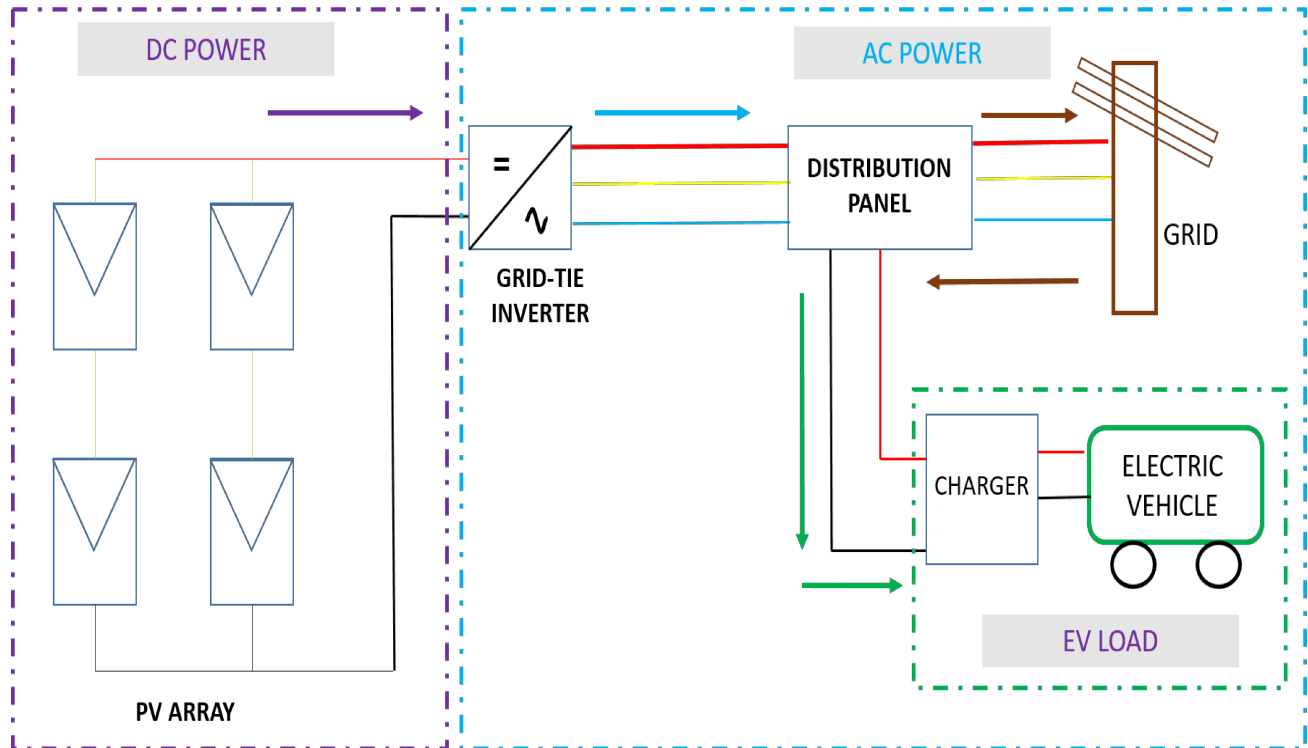 DC POWER
AC POWER
=
∿
DISTRIBUTION
PANEL
GRID
GRID-TIE
INVERTER
CHARGER
ELECTRIC
VEHICLE
EV LOAD
PV ARRAY